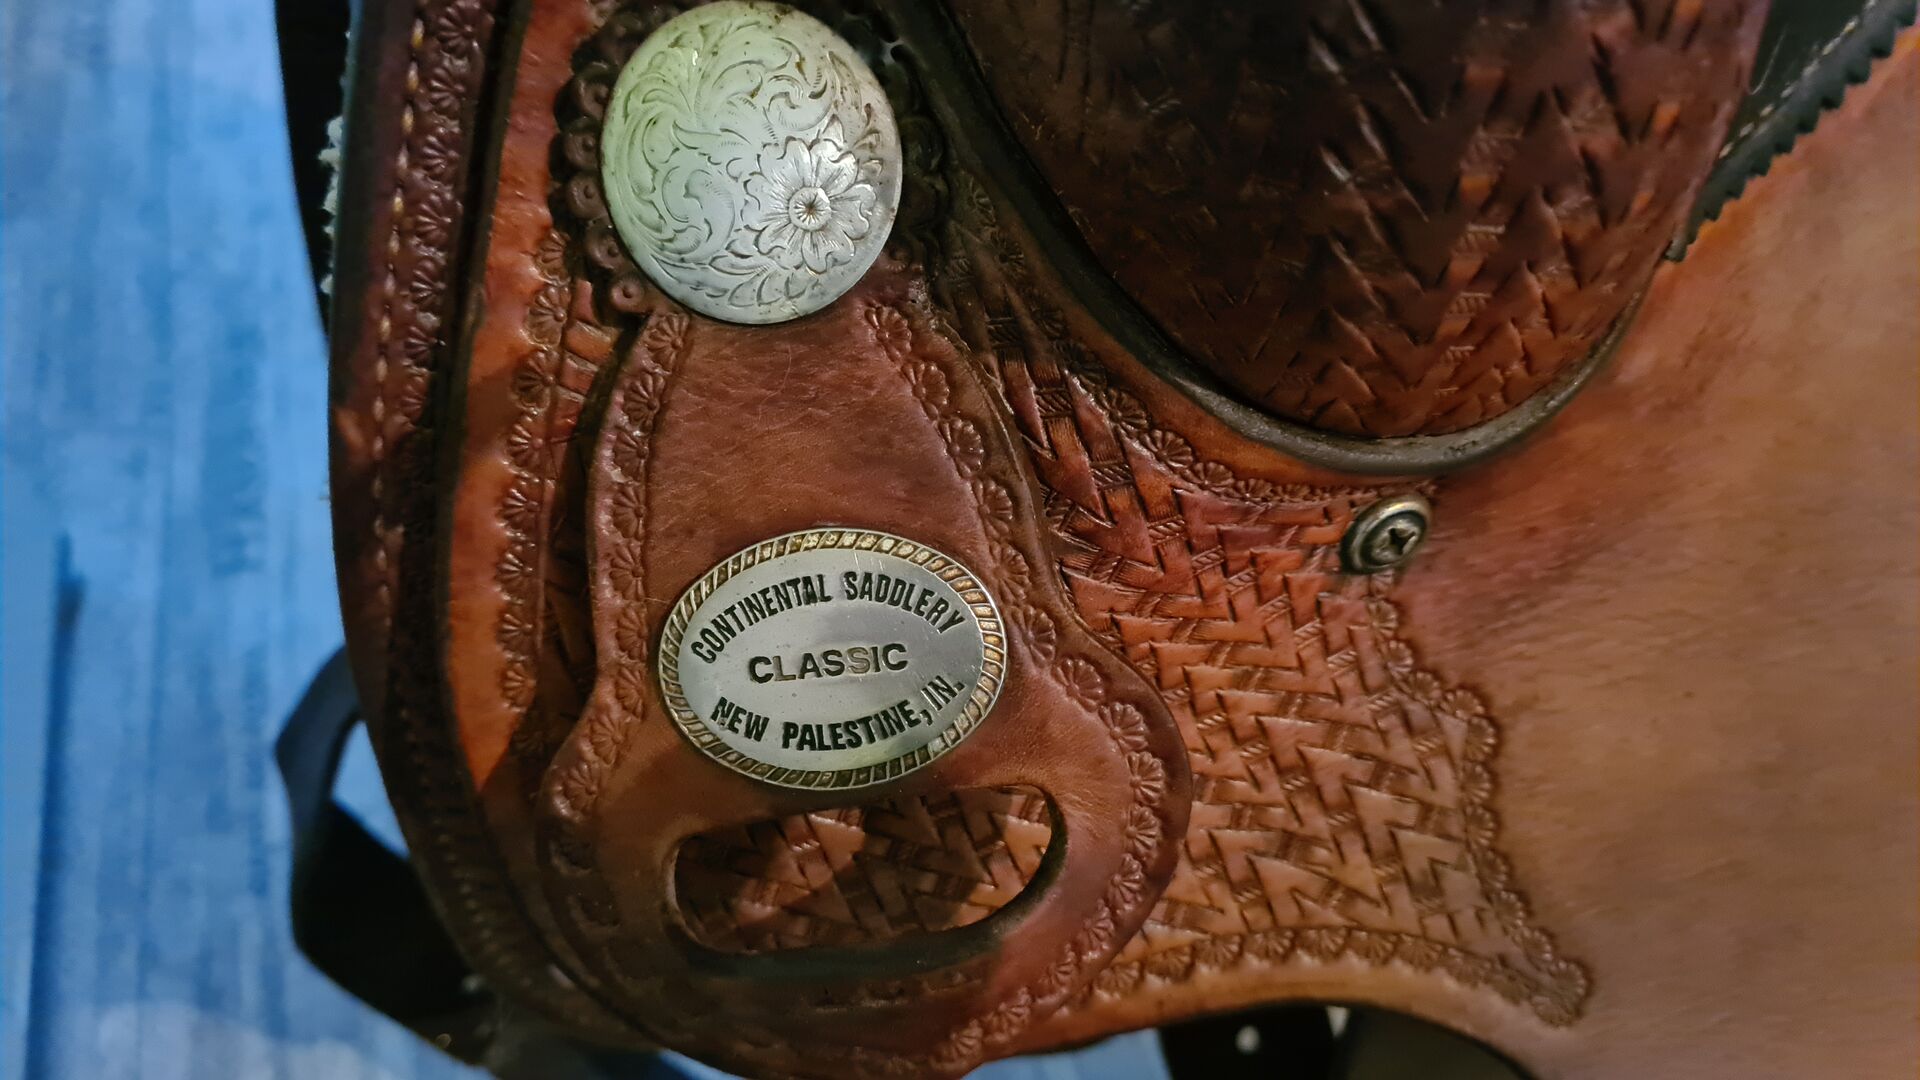 CONTINENTAL SADDLERY
CLASSIC
NEW PALESTINE, IN.